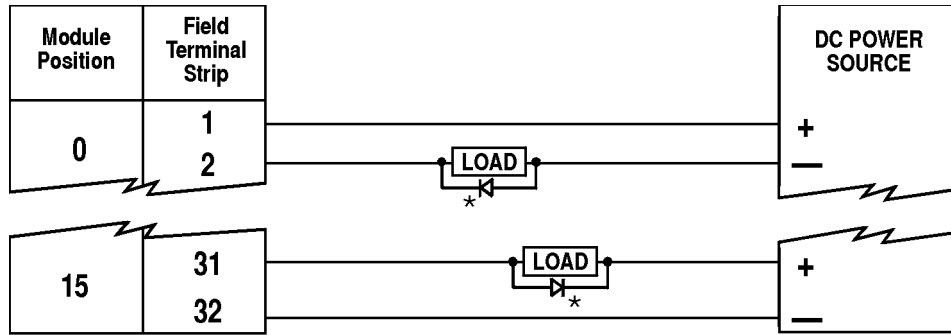 Module Position
Field Terminal Strip
DC POWER SOURCE
0
1
+
2
LOAD
—
*
15
31
LOAD
+
*
32
—